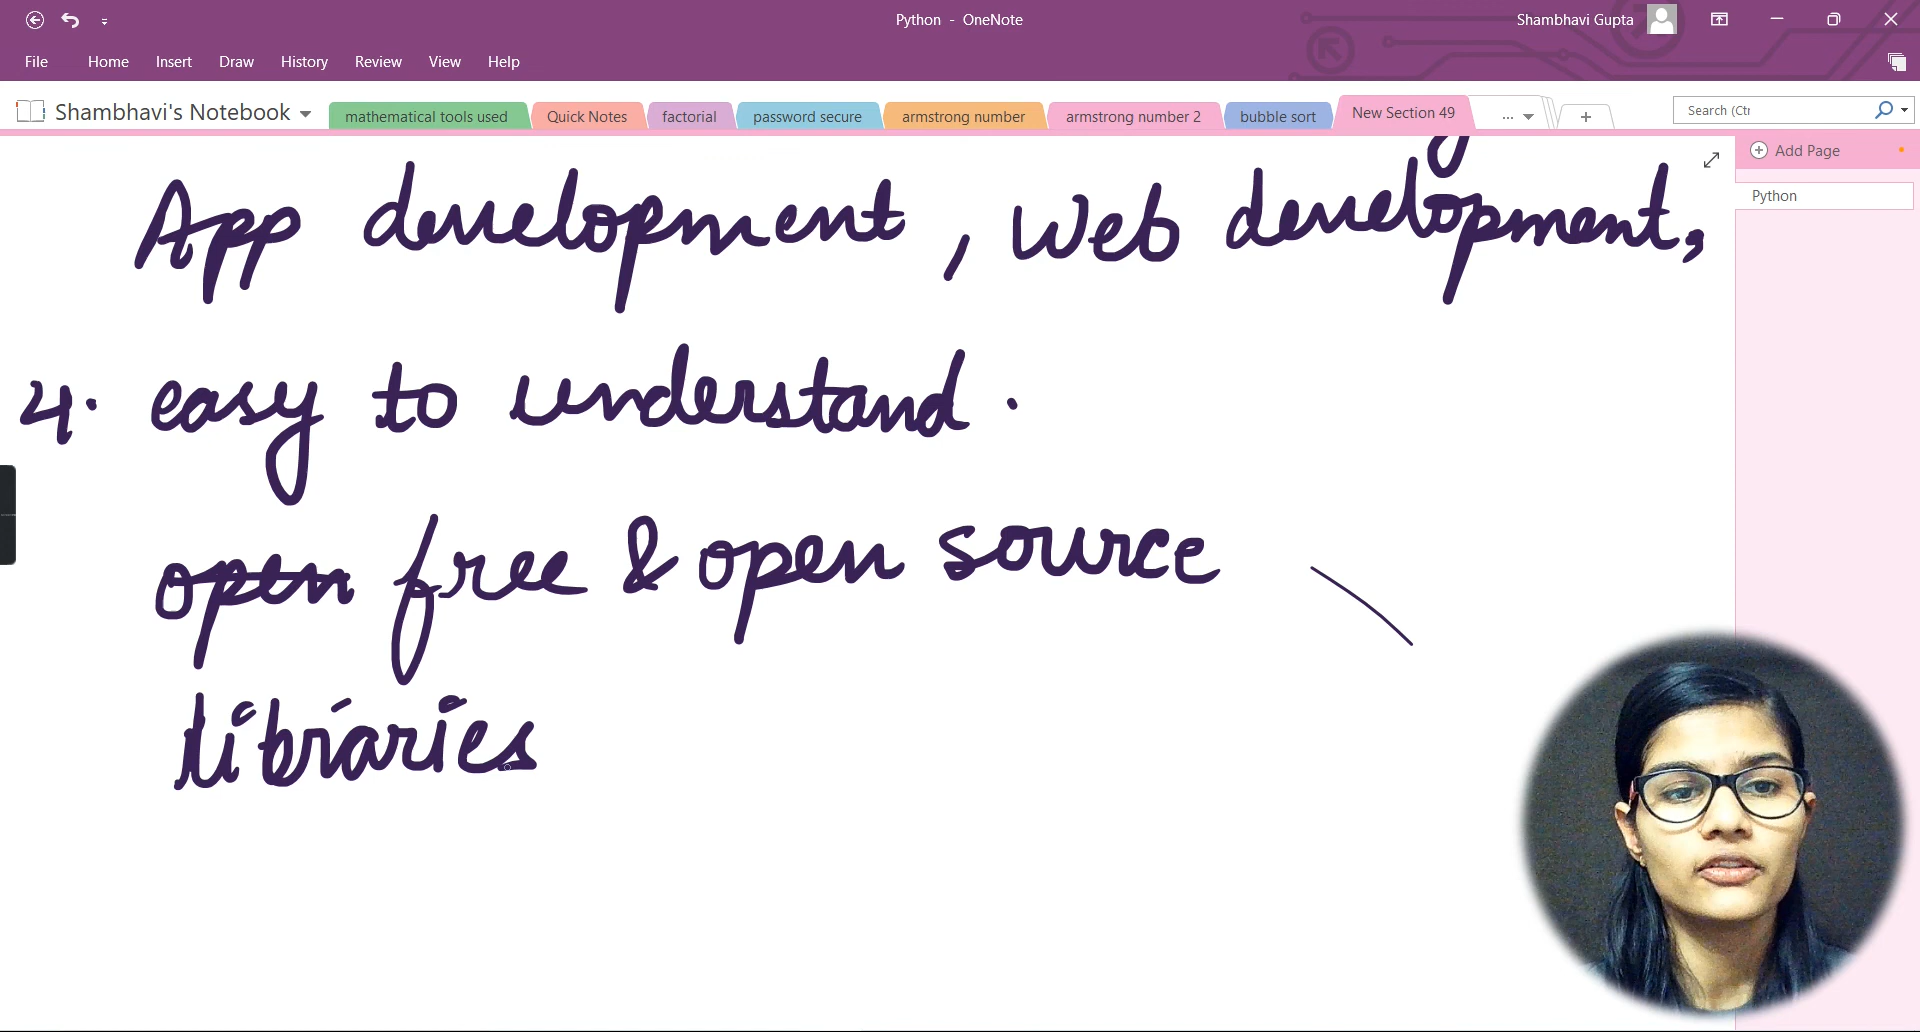 Python - OneNote
Shambhavi Gupta
File Home Insert Draw History Review View Help
Shambhavi's Notebook
mathematical tools used
Quick Notes
factorial
password secure
armstrong number
armstrong number 2
bubble sort
New Section 49
...
+
Search (Ctr
Add Page
Python
App development, Web development,
4. easy to understand.
open free & open source
libraries